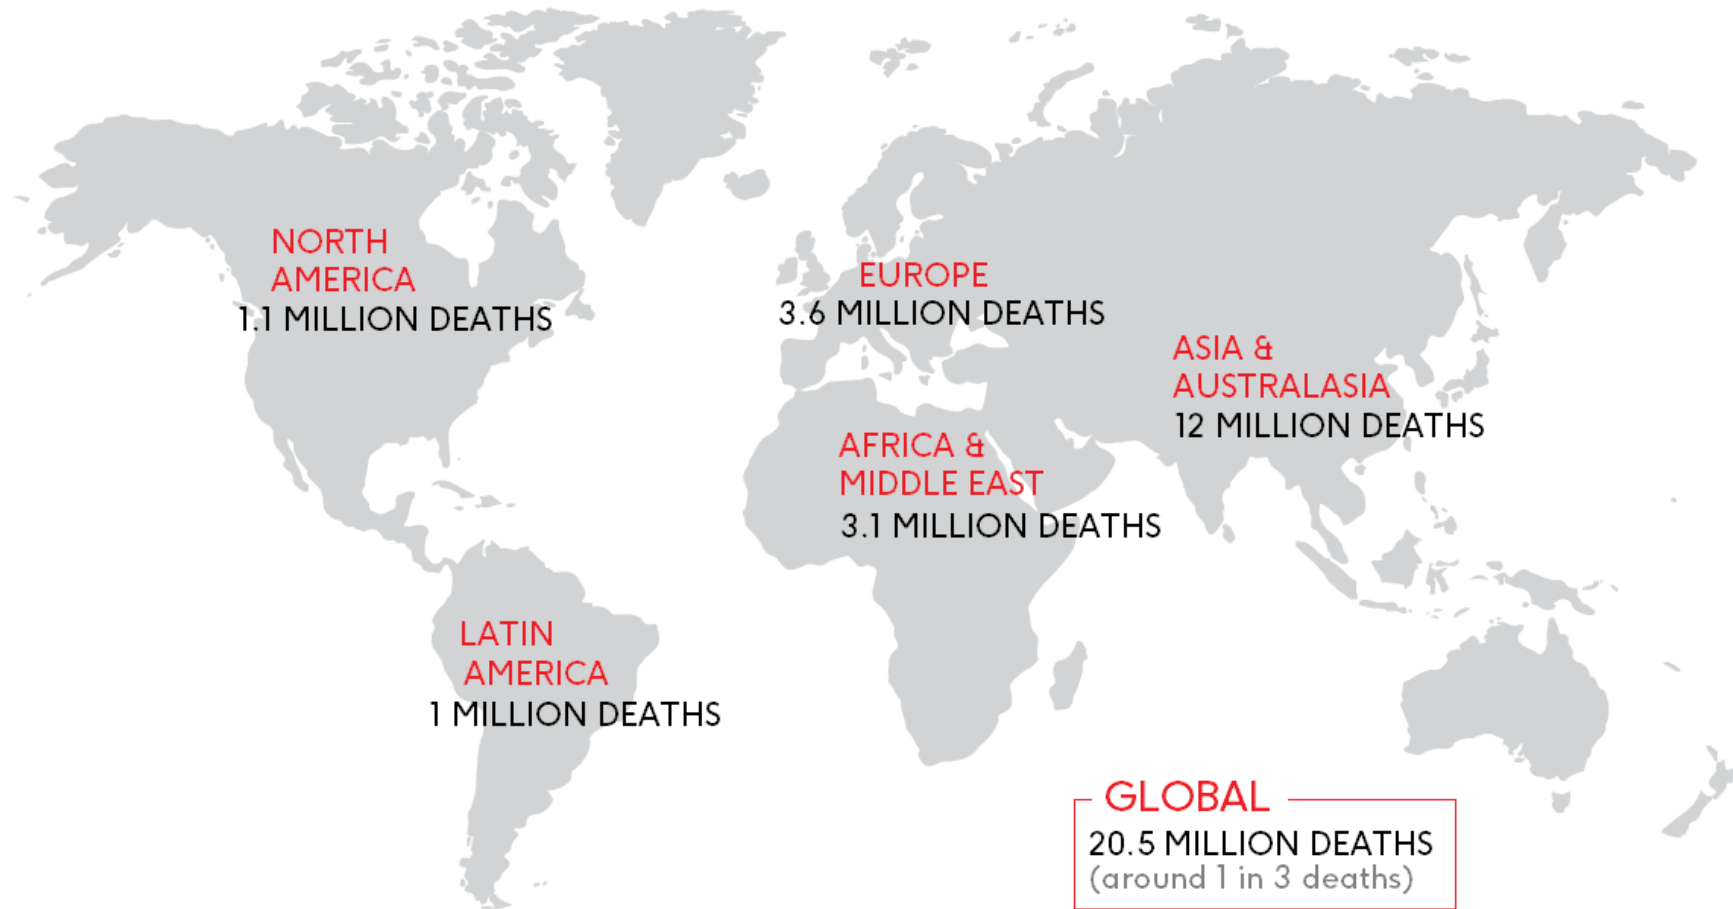 NORTH
AMERICA
1.1 MILLION DEATHS
EUROPE
3.6 MILLION DEATHS
ASIA &
AUSTRALASIA
12 MILLION DEATHS
AFRICA &
MIDDLE EAST
3.1 MILLION DEATHS
LATIN
AMERICA
1 MILLION DEATHS
GLOBAL
20.5 MILLION DEATHS
(around 1 in 3 deaths)